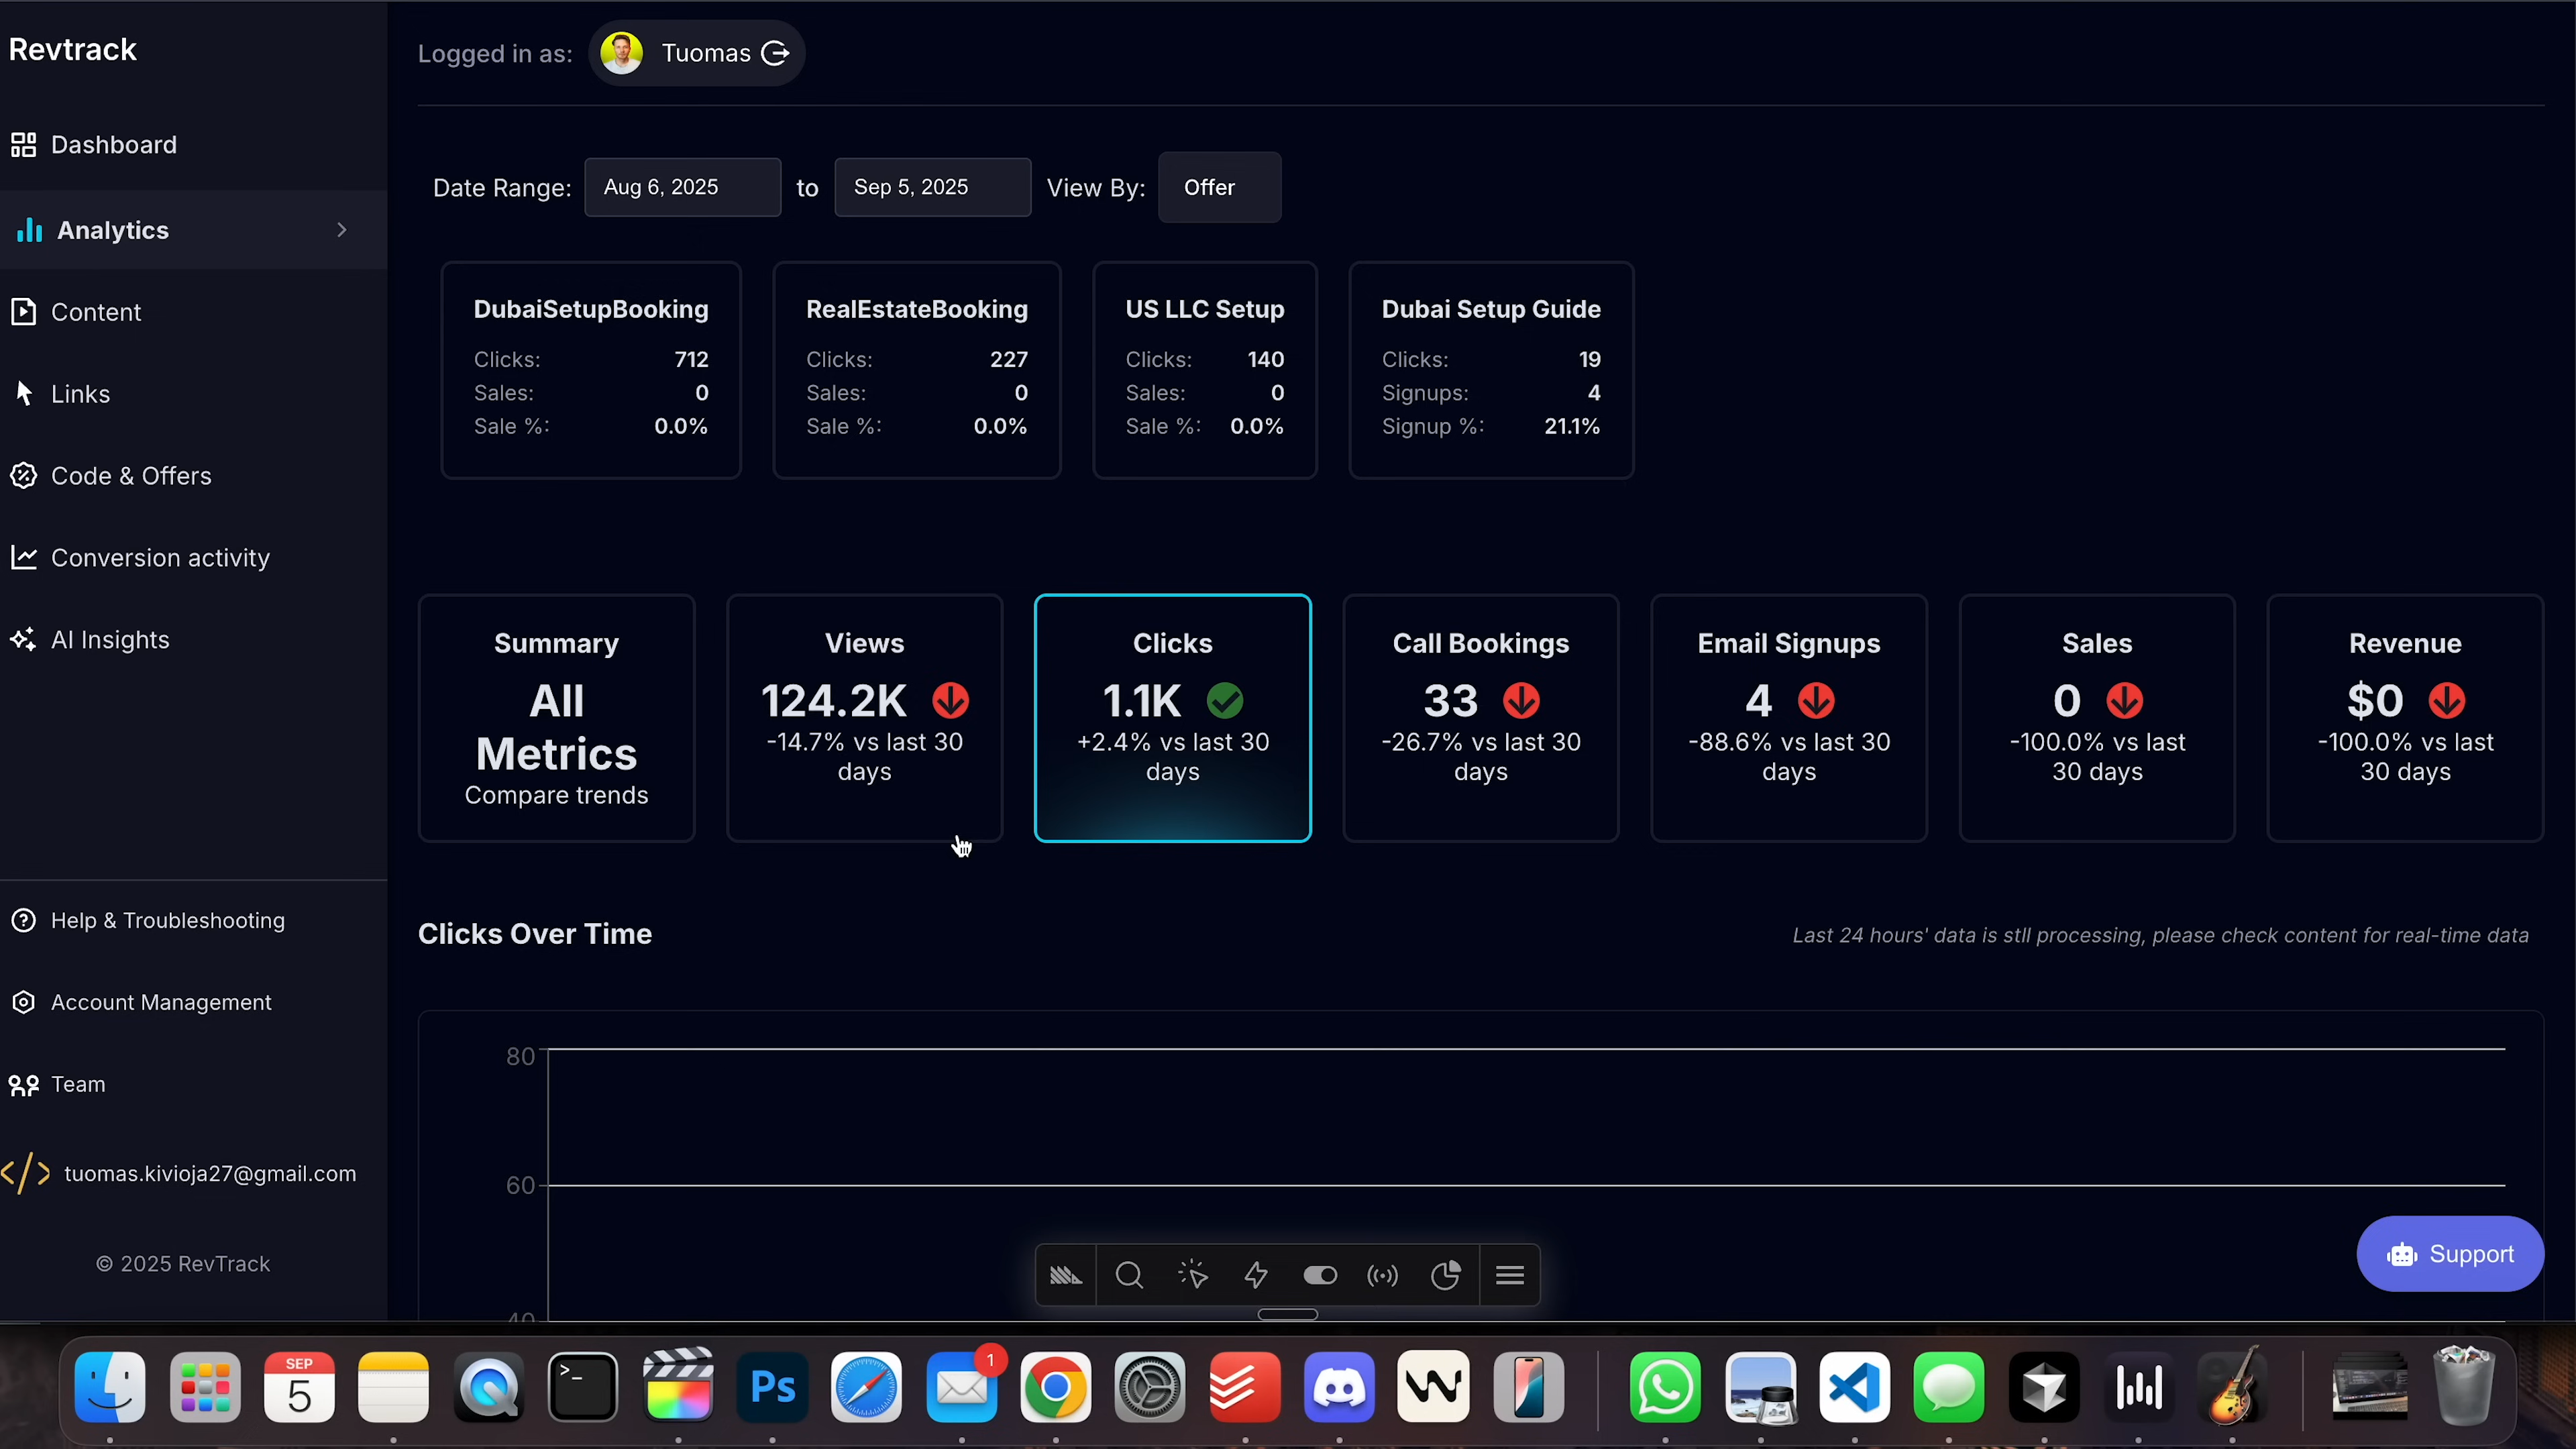 Revtrack
Logged in as: Tuomas
Dashboard
Analytics
Content
Links
Code & Offers
Conversion activity
AI Insights
Help & Troubleshooting
Account Management
Team
</> tuomas.kivioja27@gmail.com
© 2025 RevTrack
Date Range: Aug 6, 2025 to Sep 5, 2025 View By: Offer
DubaiSetupBooking
Clicks: 712
Sales: 0
Sale %: 0.0%
RealEstateBooking
Clicks: 227
Sales: 0
Sale %: 0.0%
US LLC Setup
Clicks: 140
Sales: 0
Sale %: 0.0%
Dubai Setup Guide
Clicks: 19
Signups: 4
Signup %: 21.1%
Summary
All
Metrics
Compare trends
Views
124.2K
-14.7% vs last 30
days
Clicks
1.1K
+2.4% vs last 30
days
Call Bookings
33
-26.7% vs last 30
days
Email Signups
4
-88.6% vs last 30
days
Sales
0
-100.0% vs last
30 days
Revenue
$0
-100.0% vs last
30 days
Clicks Over Time
Last 24 hours' data is stll processing, please check content for real-time data
80
60
40
Support
SEP
5
>_
Ps
1